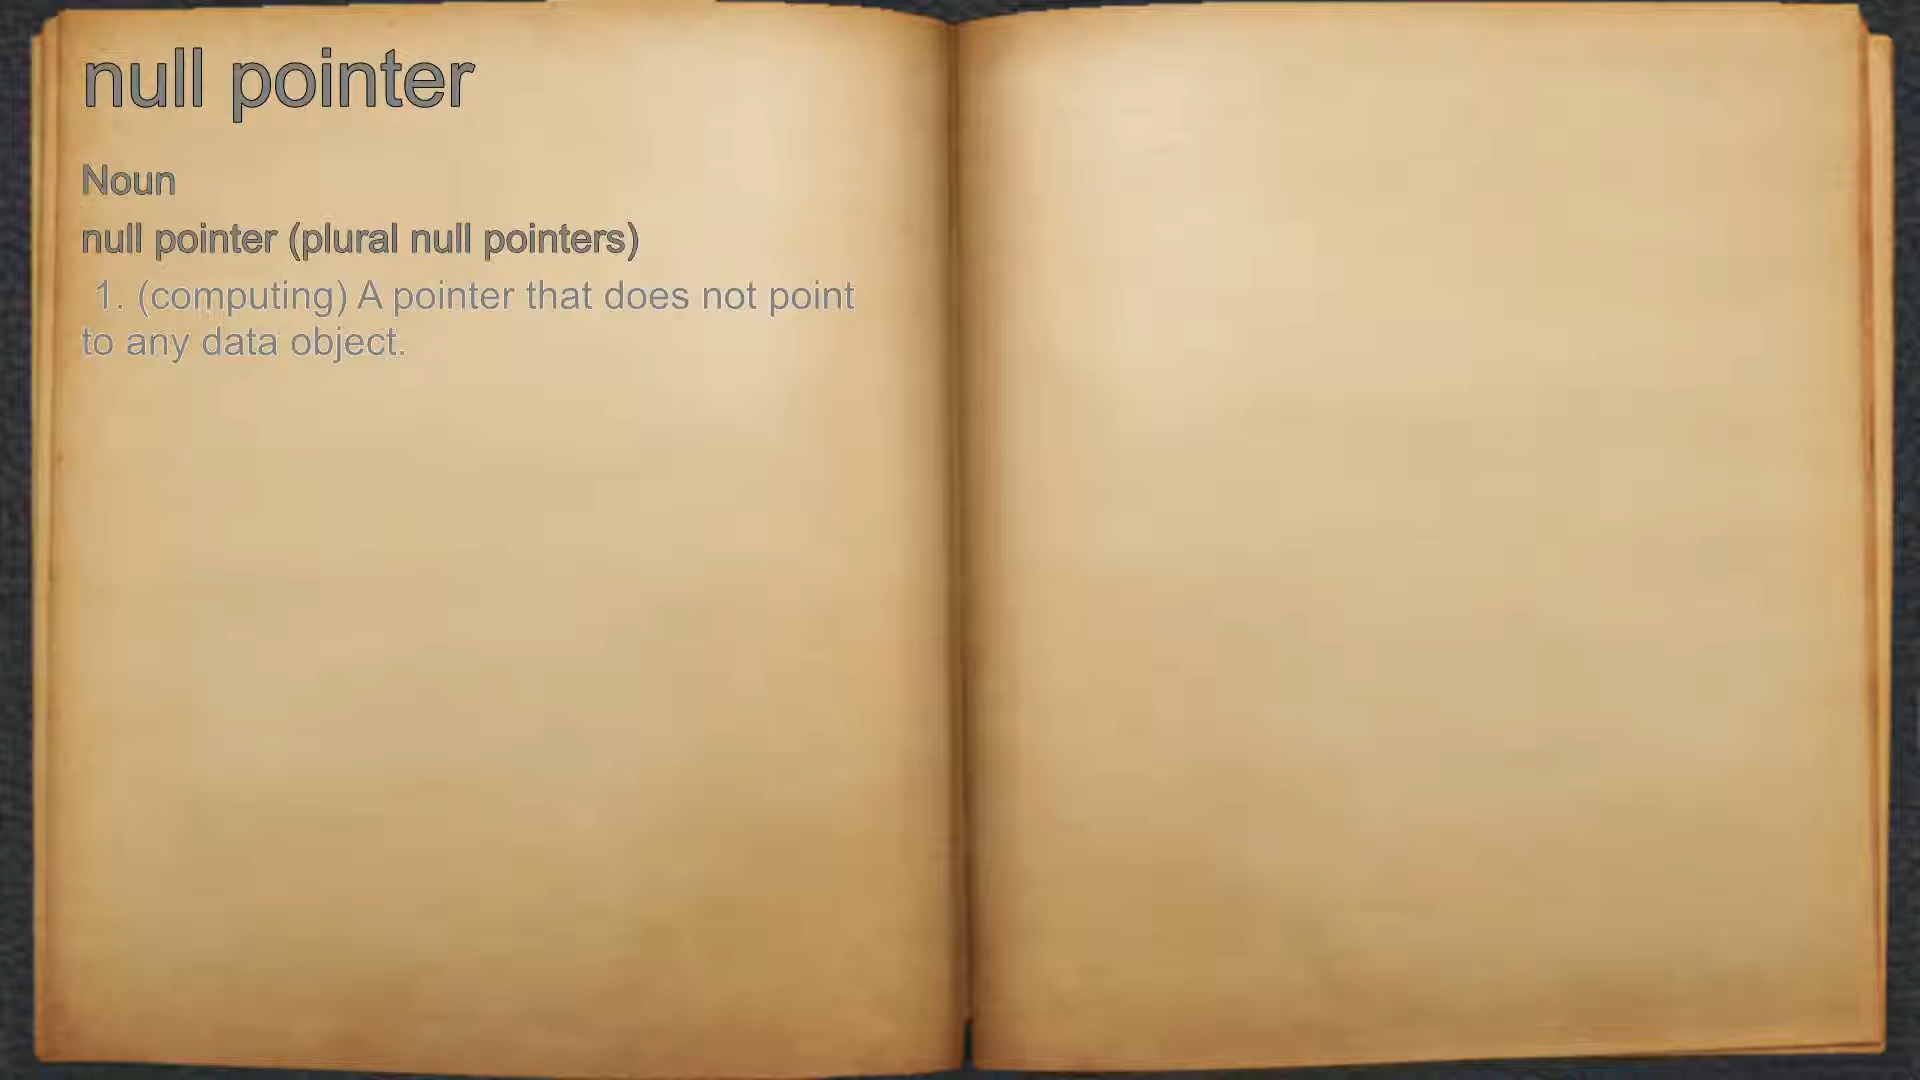 null pointer
Noun
null pointer (plural null pointers)
1. (computing) A pointer that does not point
to any data object.